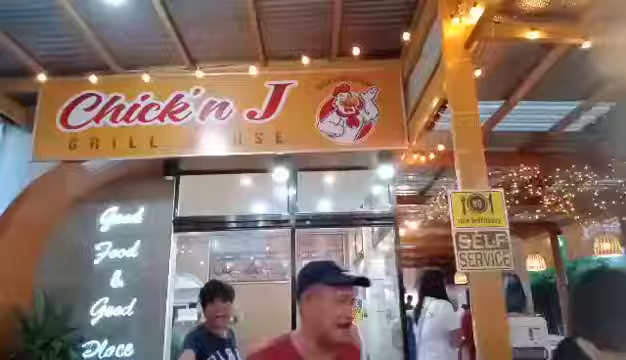 Chick'n J
GRILL HOUSE
Good
Food
&
Good
Place
SELF
SERVICE